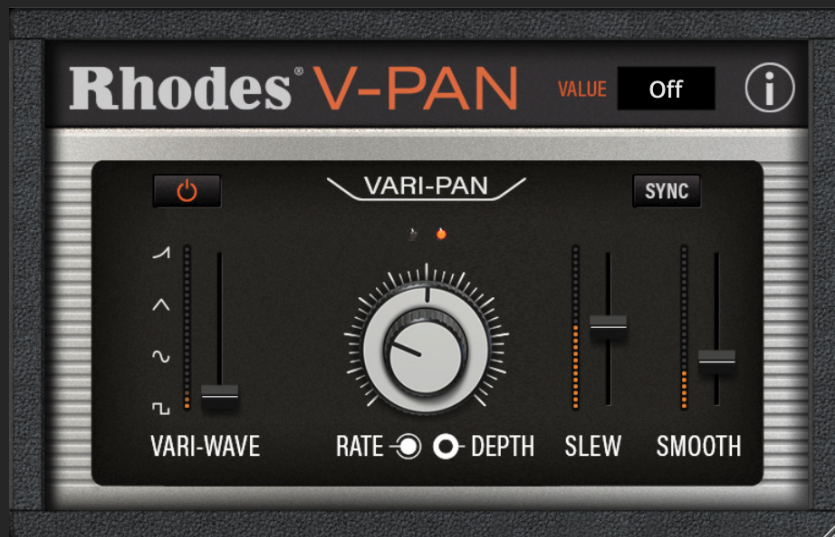 Rhodes® V-PAN VALUE Off i
VARI-PAN
SYNC
VARI-WAVE RATE DEPTH SLEW SMOOTH